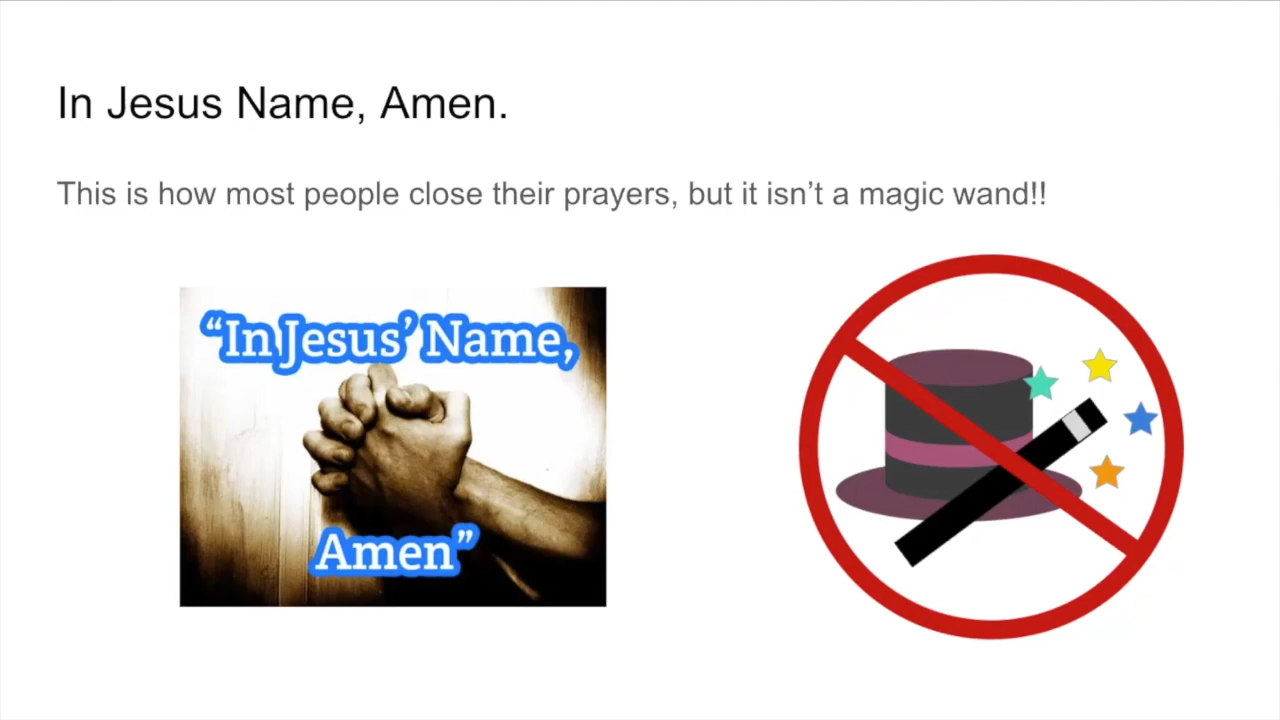 In Jesus Name, Amen.
This is how most people close their prayers, but it isn’t a magic wand!!
“In Jesus’ Name,
Amen”